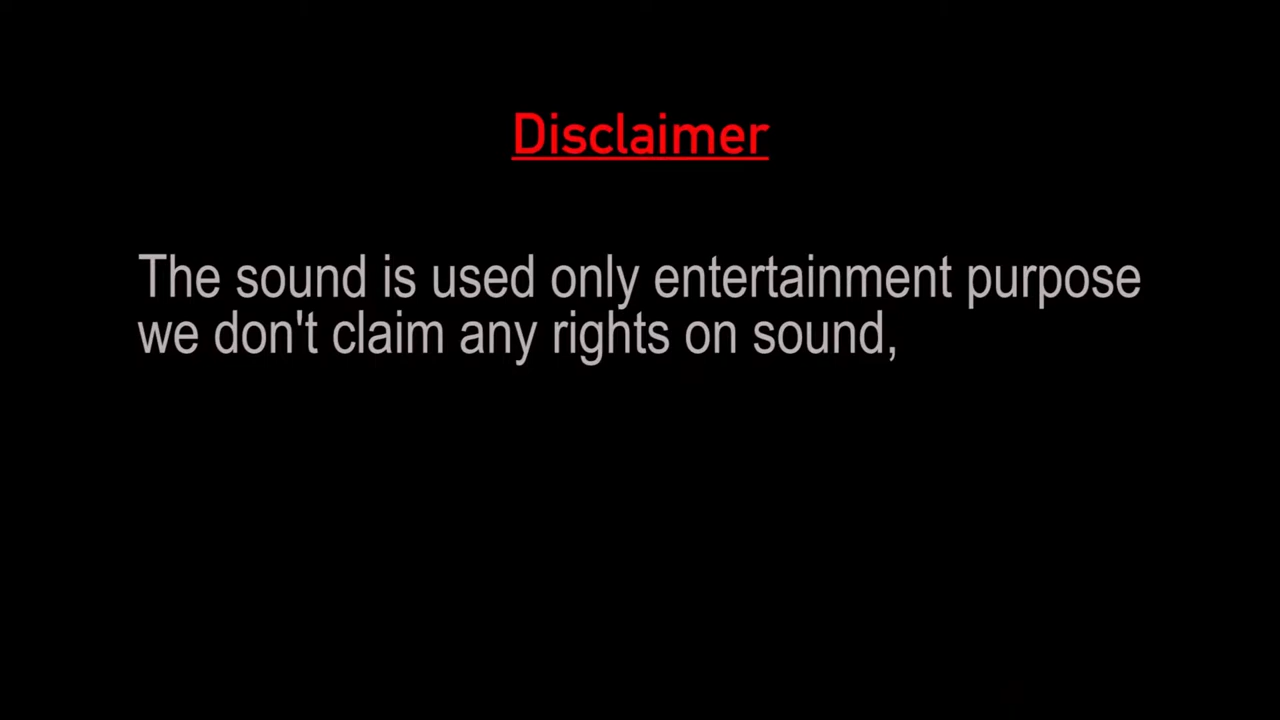 Disclaimer
The sound is used only entertainment purpose
we don't claim any rights on sound,